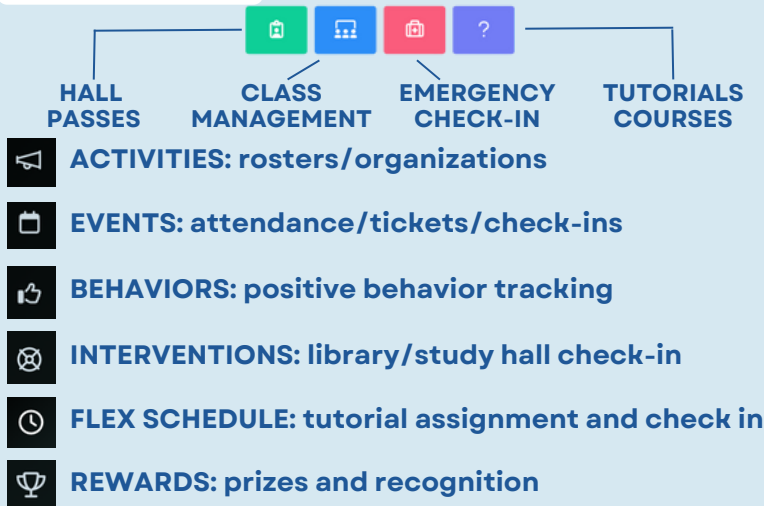 ?
HALL
PASSES
CLASS
MANAGEMENT
EMERGENCY
CHECK-IN
TUTORIALS
COURSES
ACTIVITIES: rosters/organizations
EVENTS: attendance/tickets/check-ins
BEHAVIORS: positive behavior tracking
INTERVENTIONS: library/study hall check-in
FLEX SCHEDULE: tutorial assignment and check in
REWARDS: prizes and recognition